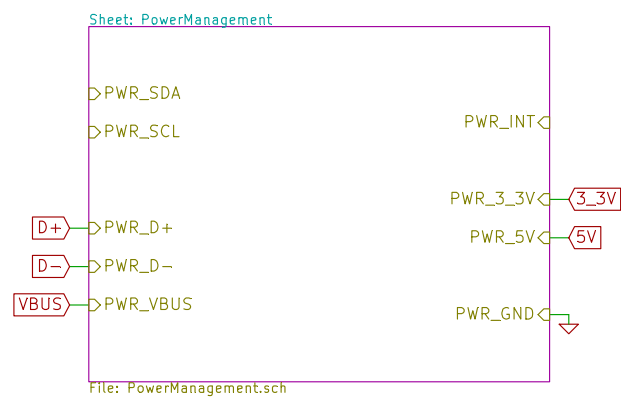 Sheet: PowerManagement
PWR_SDA
PWR_SCL
PWR_INT
PWR_3_3V
3_3V
D+
PWR_D+
PWR_5V
5V
D-
PWR_D-
VBUS
PWR_VBUS
PWR_GND
File: PowerManagement.sch